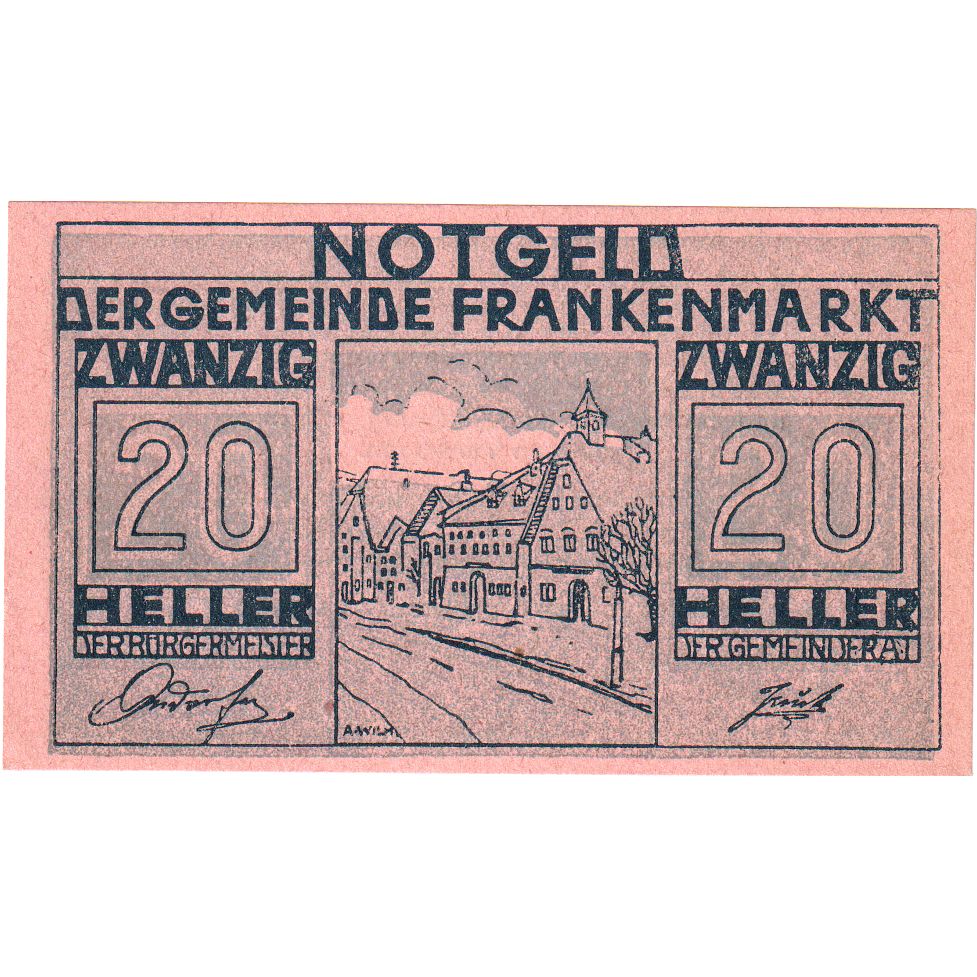 NOTGELD
DER GEMEINDE FRANKENMARKT
ZWANZIG
20
HELLER
DER BÜRGERMEISTER
ZWANZIG
20
HELLER
DER GEMEINDERAT